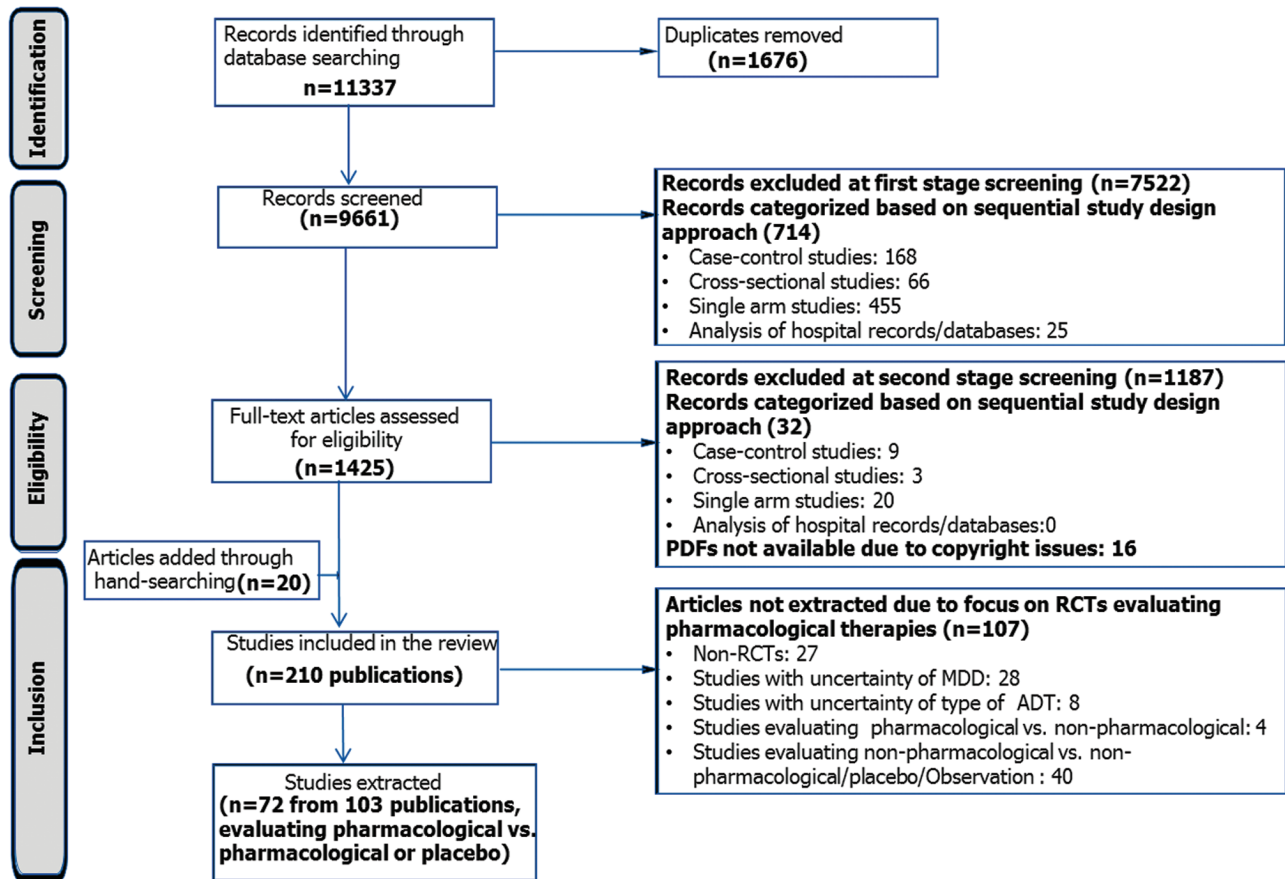 Identification
Records identified through
database searching
n=11337
Duplicates removed
(n=1676)
Screening
Records screened
(n=9661)
Records excluded at first stage screening (n=7522)
Records categorized based on sequential study design
approach (714)
• Case-control studies: 168
• Cross-sectional studies: 66
• Single arm studies: 455
• Analysis of hospital records/databases: 25
Eligibility
Full-text articles assessed
for eligibility
(n=1425)
Records excluded at second stage screening (n=1187)
Records categorized based on sequential study design
approach (32)
• Case-control studies: 9
• Cross-sectional studies: 3
• Single arm studies: 20
• Analysis of hospital records/databases:0
PDFs not available due to copyright issues: 16
Articles added through
hand-searching(n=20)
Inclusion
Studies included in the review
(n=210 publications)
Articles not extracted due to focus on RCTs evaluating
pharmacological therapies (n=107)
• Non-RCTs: 27
• Studies with uncertainty of MDD: 28
• Studies with uncertainty of type of ADT: 8
• Studies evaluating pharmacological vs. non-pharmacological: 4
• Studies evaluating non-pharmacological vs. non-
pharmacological/placebo/Observation : 40
Studies extracted
(n=72 from 103 publications,
evaluating pharmacological vs.
pharmacological or placebo)